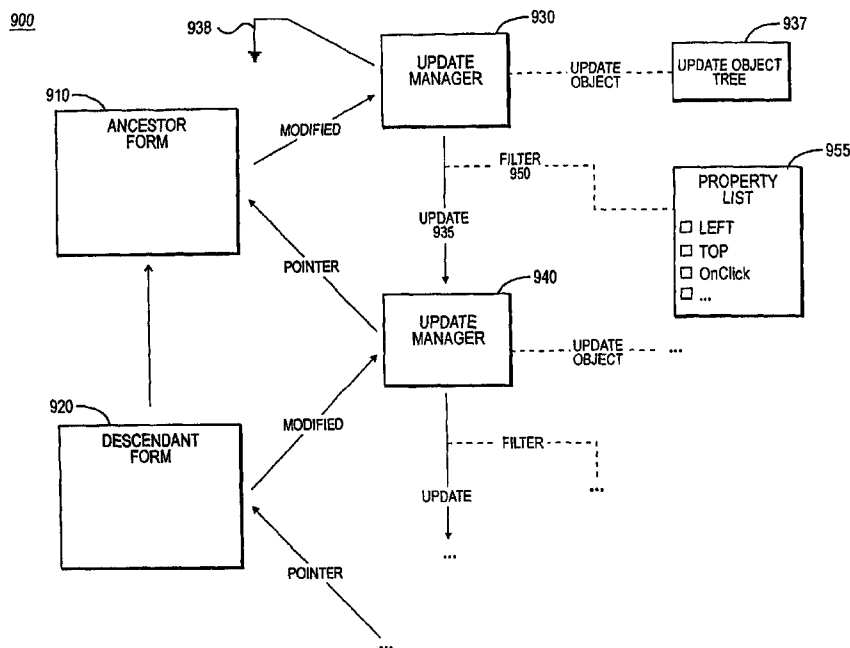 900
938
930
937
UPDATE
MANAGER
UPDATE
OBJECT
UPDATE OBJECT
TREE
910
ANCESTOR
FORM
MODIFIED
FILTER
950
955
PROPERTY
LIST
LEFT
TOP
OnClick
...
UPDATE
935
POINTER
940
UPDATE
MANAGER
UPDATE
OBJECT
...
920
DESCENDANT
FORM
MODIFIED
FILTER
...
UPDATE
...
POINTER
...